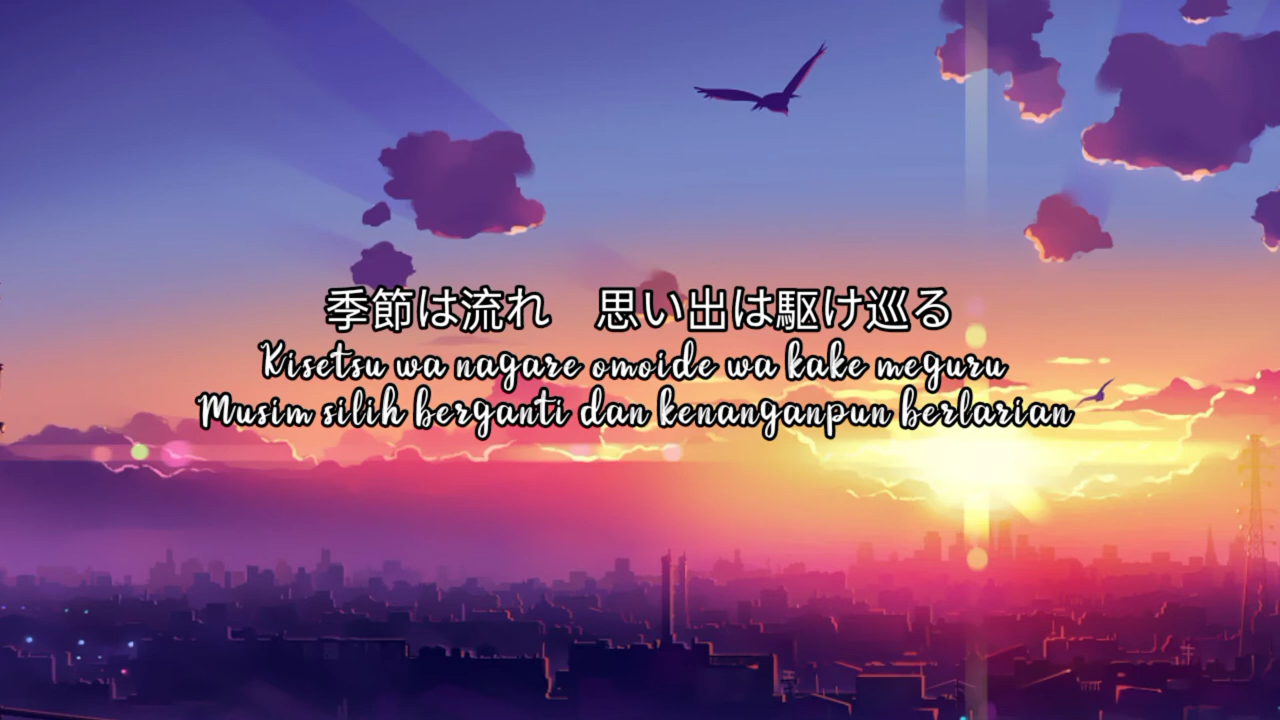 季節は流れ　思い出は駆け巡る
Kisetsu wa nagare omoide wa kake meguru
Musim silih berganti dan kenanganpun berlarian